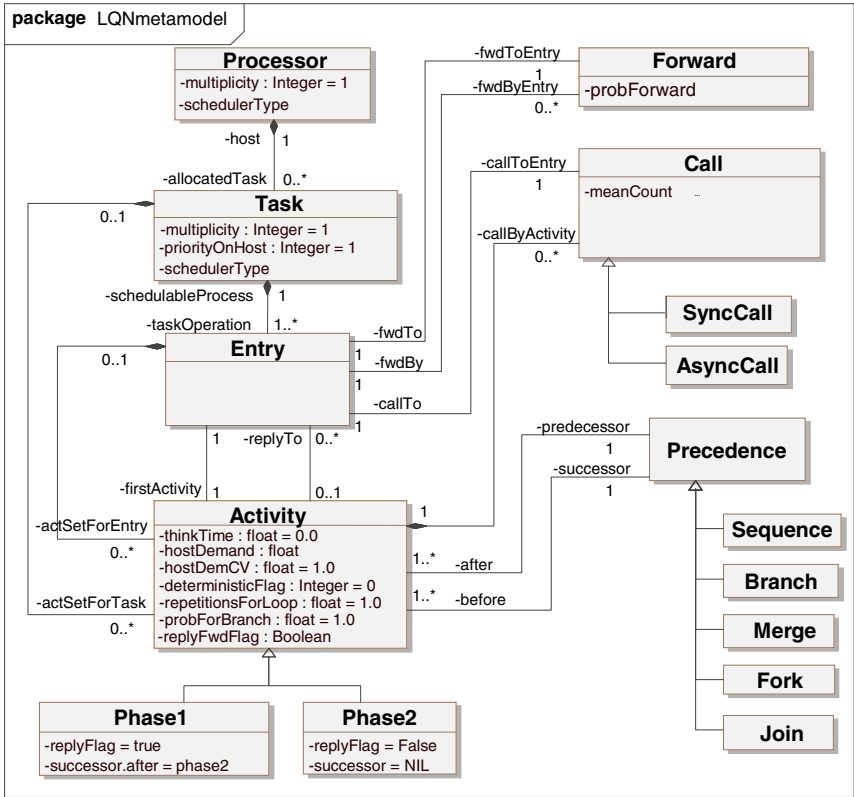 package LQNmetamodel
Processor
-multiplicity : Integer = 1
-schedulerType
-host
1
-allocatedTask
0..*
Task
-multiplicity : Integer = 1
-priorityOnHost : Integer = 1
-schedulerType
0..1
-schedulableProcess
1
-taskOperation
1..*
Entry
0..1
-fwdToEntry
1
-fwdByEntry
0..*
Forward
-probForward
-callToEntry
1
-callByActivity
0..*
Call
-meanCount
SyncCall
AsyncCall
-fwdTo
1
-fwdBy
1
-callTo
1
1
-replyTo
0..*
-firstActivity
1
0..1
-actSetForEntry
0..*
-actSetForTask
0..*
Activity
-thinkTime : float = 0.0
-hostDemand : float
-hostDemCV : float = 1.0
-deterministicFlag : Integer = 0
-repetitionsForLoop : float = 1.0
-probForBranch : float = 1.0
-replyFwdFlag : Boolean
1
1..*
-after
1..*
-before
-predecessor
1
-successor
1
Precedence
Sequence
Branch
Merge
Fork
Join
Phase1
-replyFlag = true
-successor.after = phase2
Phase2
-replyFlag = False
-successor = NIL